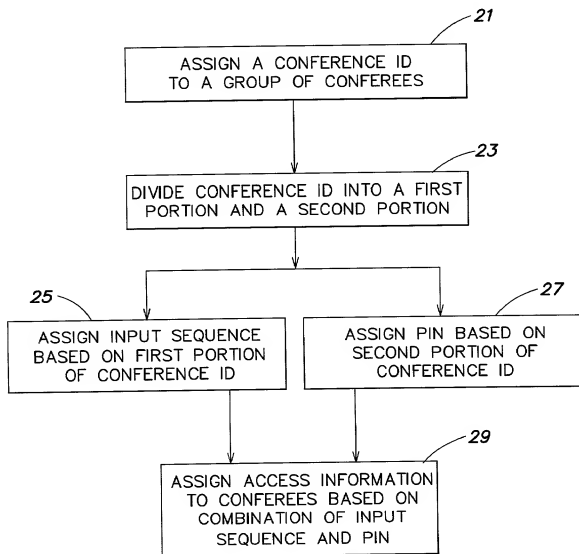 21
ASSIGN A CONFERENCE ID
TO A GROUP OF CONFEREES
23
DIVIDE CONFERENCE ID INTO A FIRST
PORTION AND A SECOND PORTION
25
ASSIGN INPUT SEQUENCE
BASED ON FIRST PORTION
OF CONFERENCE ID
27
ASSIGN PIN BASED ON
SECOND PORTION OF
CONFERENCE ID
29
ASSIGN ACCESS INFORMATION
TO CONFEREES BASED ON
COMBINATION OF INPUT
SEQUENCE AND PIN